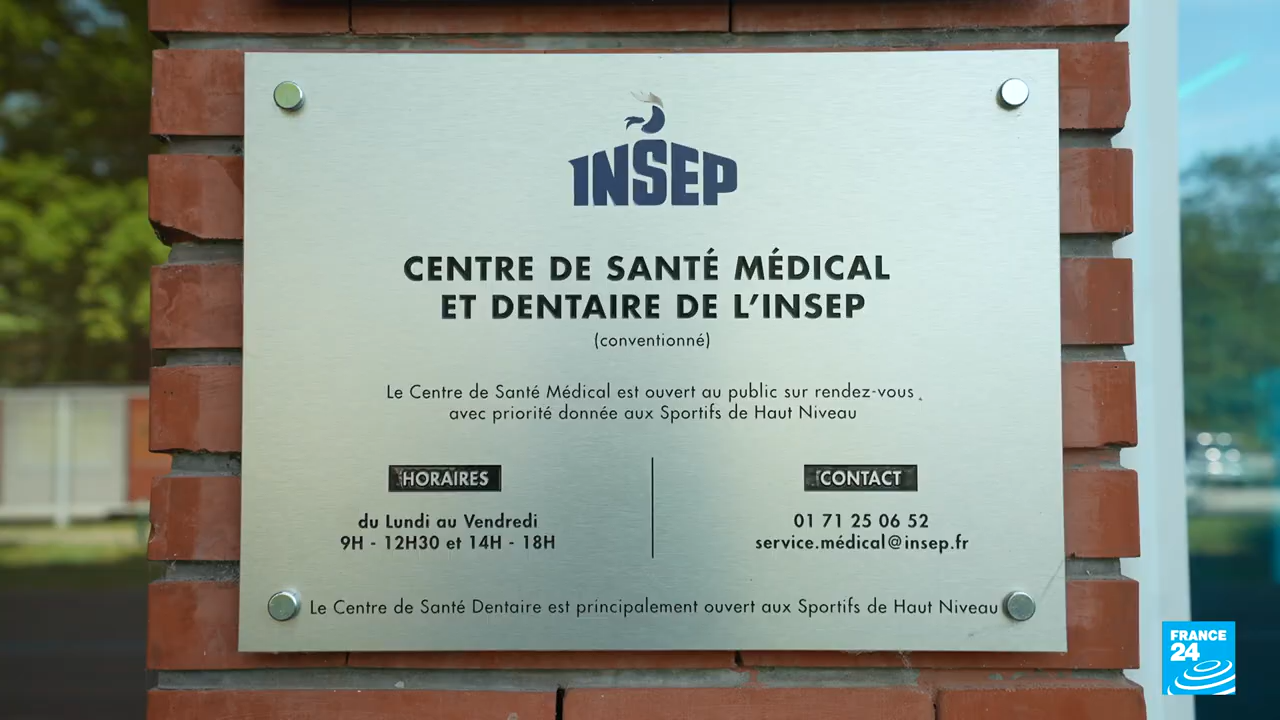 INSEP
CENTRE DE SANTÉ MÉDICAL
ET DENTAIRE DE L'INSEP
(conventionné)
Le Centre de Santé Médical est ouvert au public sur rendez-vous
avec priorité donnée aux Sportifs de Haut Niveau
HORAIRES
du Lundi au Vendredi
9H - 12H30 et 14H - 18H
CONTACT
01 71 25 06 52
service.médical@insep.fr
Le Centre de Santé Dentaire est principalement ouvert aux Sportifs de Haut Niveau
FRANCE
24